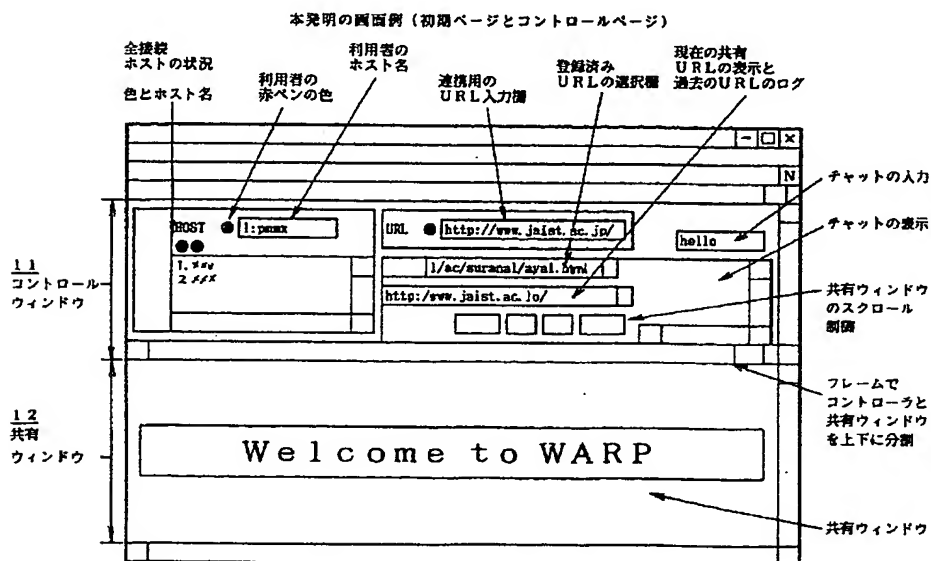 本発明の画面例（初期ページとコントロールページ）
全接続
ホストの状況
色とホスト名
利用者の
赤ペンの色
利用者の
ホスト名
連携用の
URL入力欄
登録済み
URLの選択欄
現在の共有
URLの表示と
過去のURLのログ
N
チャットの入力
チャットの表示
共有ウィンドウ
のスクロール
制御
フレームで
コントローラと
共有ウィンドウ
を上下に分割
共有ウィンドウ
11
コントロール
ウィンドウ
12
共有
ウィンドウ
HOST
1.
2
URL
http://www.jaist.ac.jp/
hello
http:/www.jaist.ac.lo/
Welcome to WARP